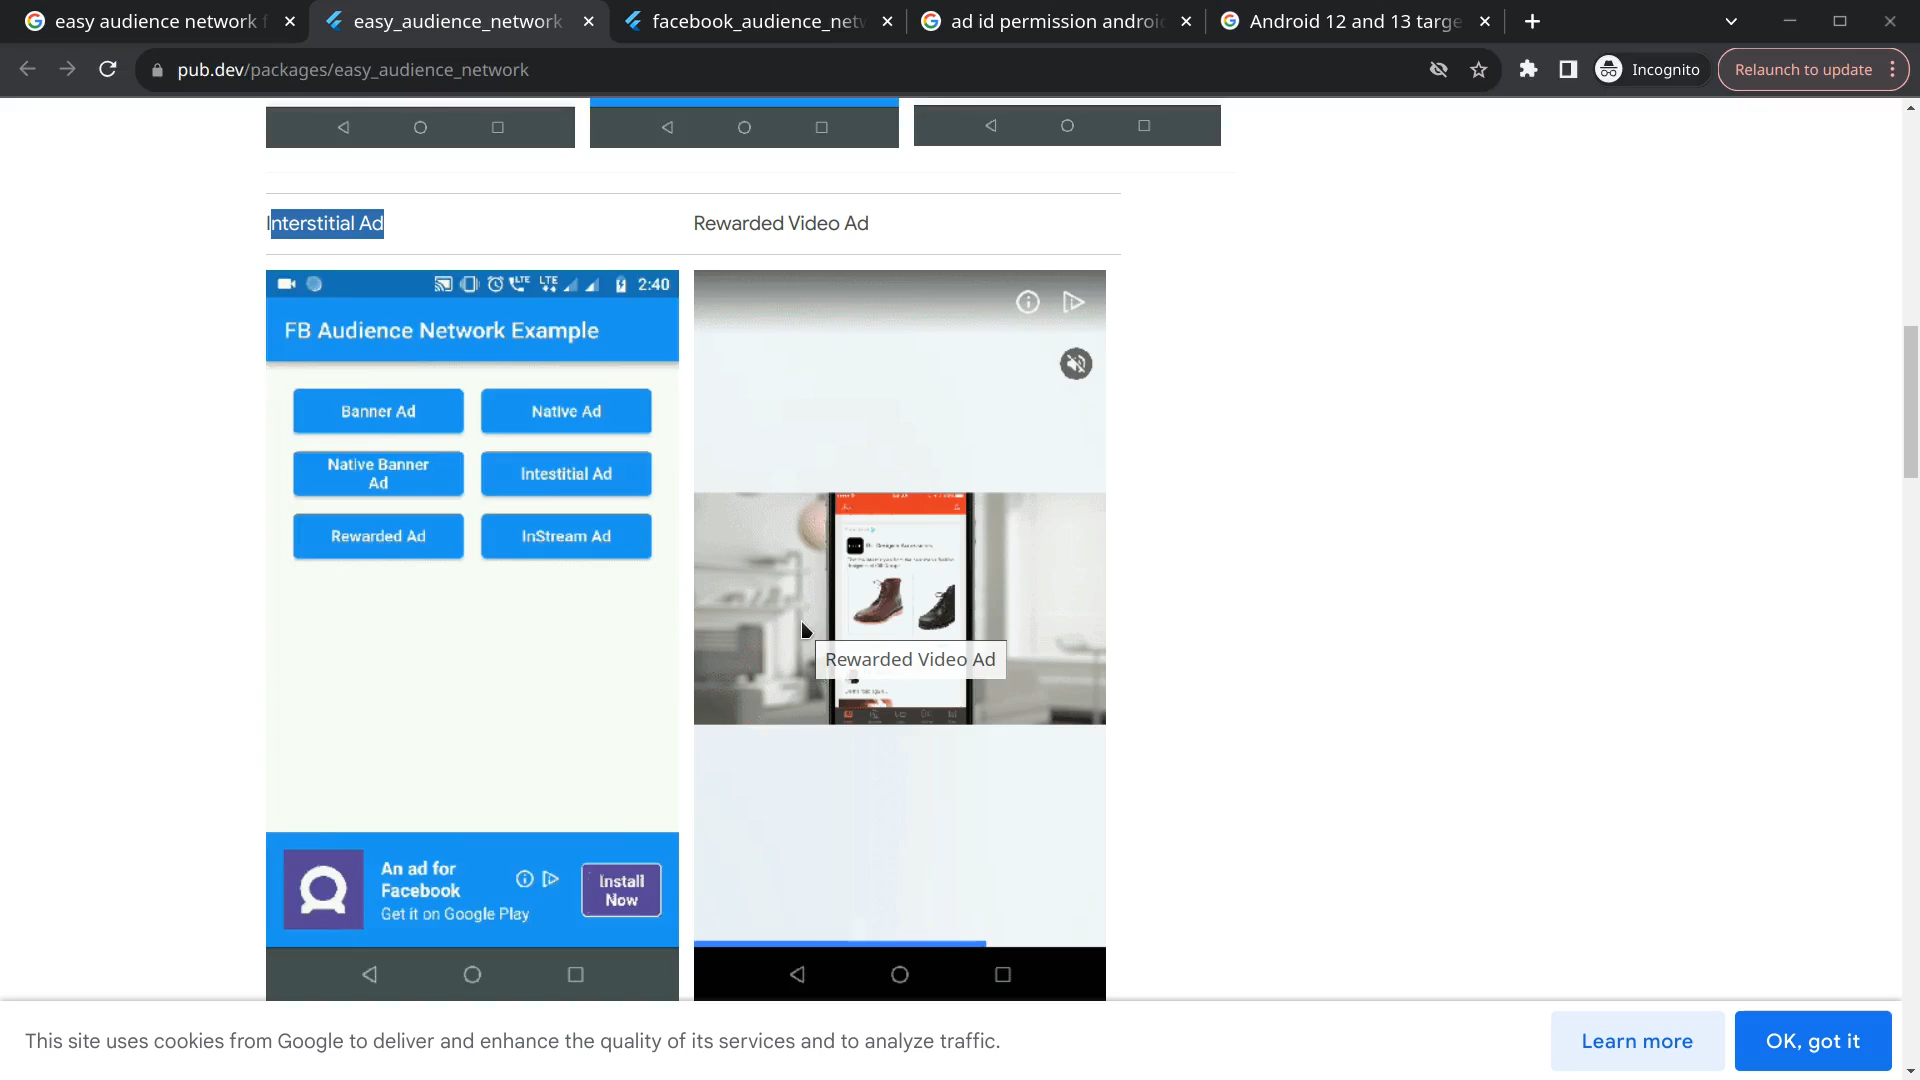 easy audience network f
easy_audience_network
facebook_audience_netw
ad id permission android
Android 12 and 13 targe
pub.dev/packages/easy_audience_network
Incognito
Relaunch to update
Interstitial Ad
Rewarded Video Ad
LTE
LTE
2:40
FB Audience Network Example
Banner Ad
Native Ad
Native Banner
Ad
Intestitial Ad
Rewarded Ad
InStream Ad
Rewarded Video Ad
An ad for
Facebook
Get it on Google Play
Install
Now
This site uses cookies from Google to deliver and enhance the quality of its services and to analyze traffic.
Learn more
OK, got it